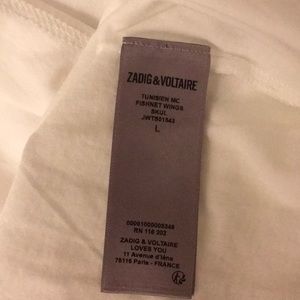 ZADIG & VOLTAIRE
TUNISIEN MC
FISHNET WINGS
SKUL
JWTS01543
L
RN 116 202
ZADIG & VOLTAIRE
LOVES YOU
11 Avenue d'Iéna
75116 Paris - FRANCE